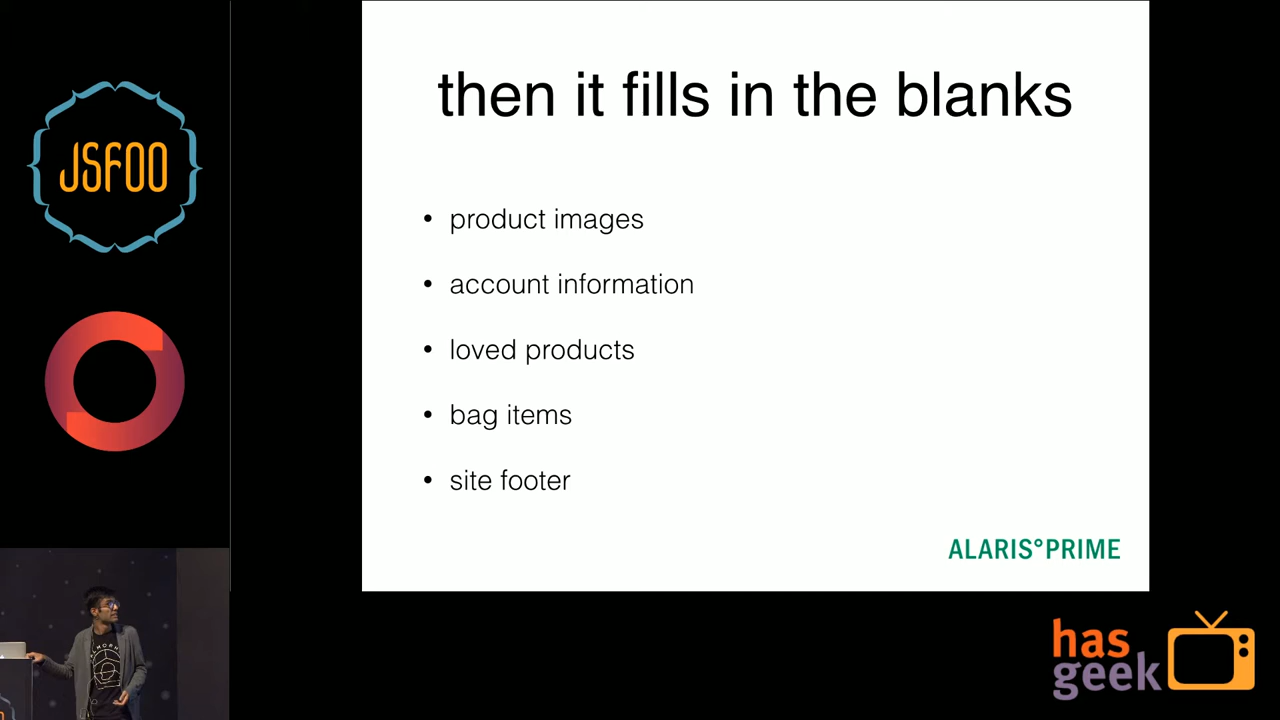 JSFOO
then it fills in the blanks
• product images
• account information
• loved products
• bag items
• site footer
ALARIS°PRIME
has
geek